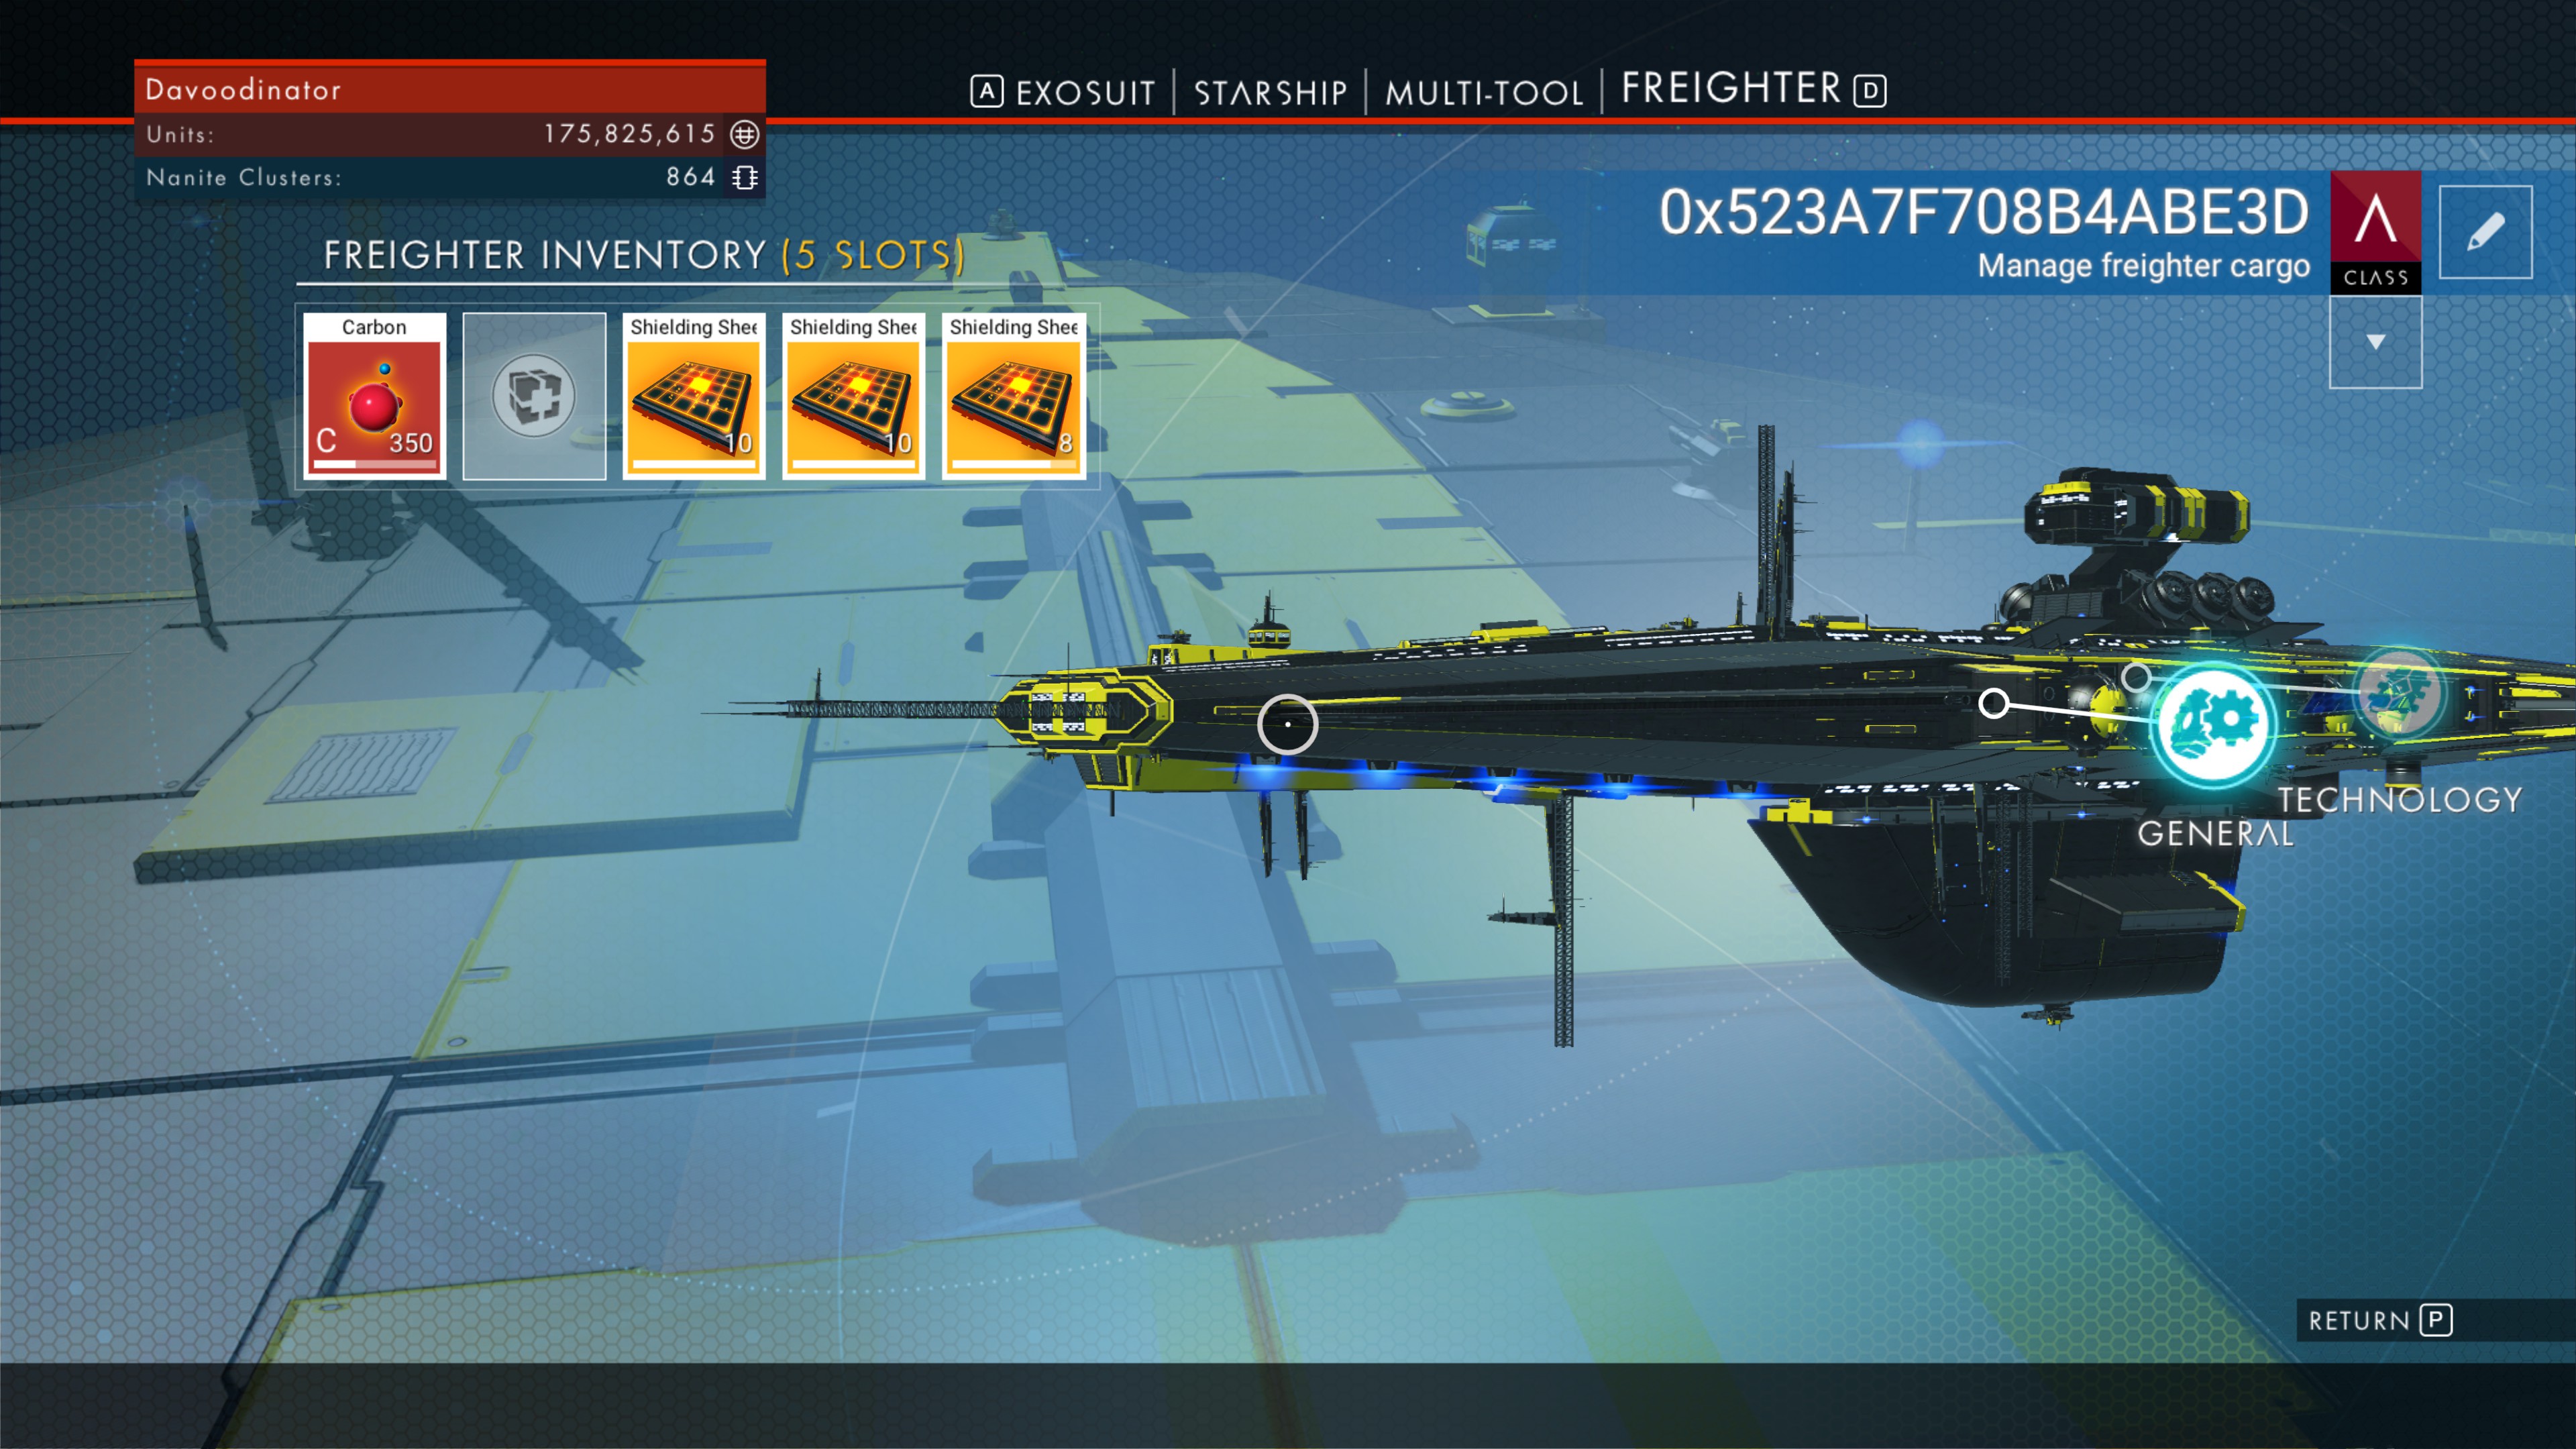 Davoodinator
Units: 175,825,615
Nanite Clusters: 864
A EXOSUIT STARSHIP MULTI-TOOL FREIGHTER D
0x523A7F708B4ABE3D
Manage freighter cargo
A
CLASS
FREIGHTER INVENTORY (5 SLOTS)
Carbon Shielding Shee Shielding Shee Shielding Shee
C 350 10 10 8
TECHNOLOGY
GENERAL
RETURN P